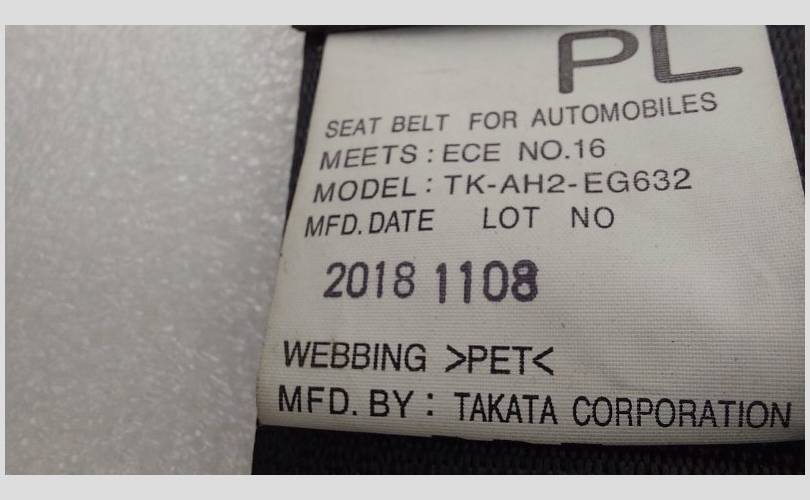 PL
SEAT BELT FOR AUTOMOBILES
MEETS : ECE NO.16
MODEL : TK-AH2-EG632
MFD. DATE LOT NO
2018 1108
WEBBING >PET<
MFD. BY : TAKATA CORPORATION